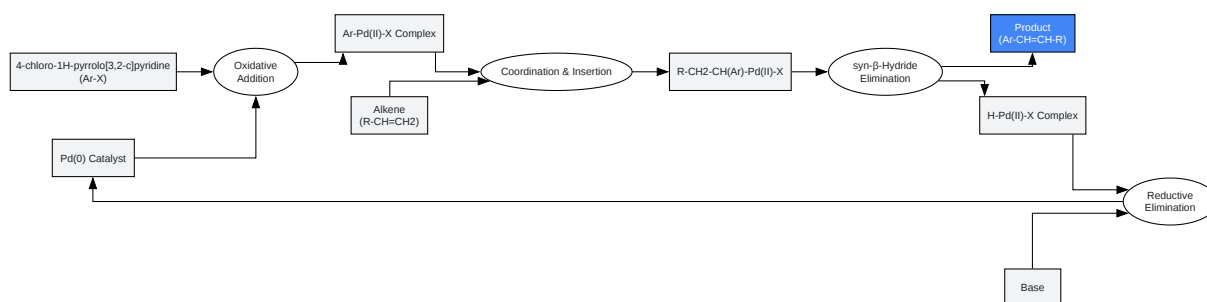 4-chloro-1H-pyrrolo[3,2-c]pyridine
(Ar-X)
Oxidative
Addition
Ar-Pd(II)-X Complex
Alkene
(R-CH=CH2)
Coordination & Insertion
R-CH2-CH(Ar)-Pd(II)-X
syn-β-Hydride
Elimination
Product
(Ar-CH=CH-R)
H-Pd(II)-X Complex
Pd(0) Catalyst
Reductive
Elimination
Base